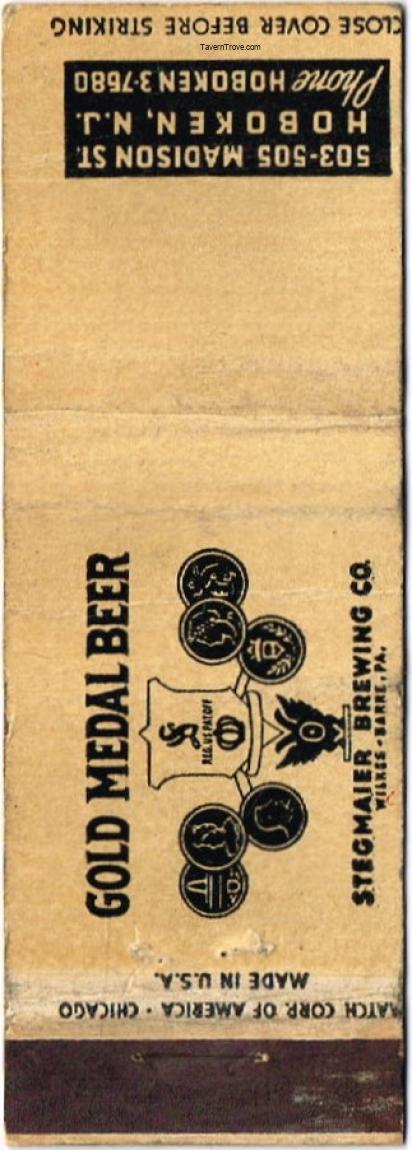 CLOSE COVER BEFORE STRIKING
TavernTrove.com
503-505 MADISON ST.
HOBOKEN, N.J.
Phone HOBOKEN 3-7680
GOLD MEDAL BEER
S
REG. US PAT. OFF.
STEGMAIER BREWING CO.
WILKES-BARRE, PA.
MADE IN U.S.A.
MATCH CORP. OF AMERICA · CHICAGO